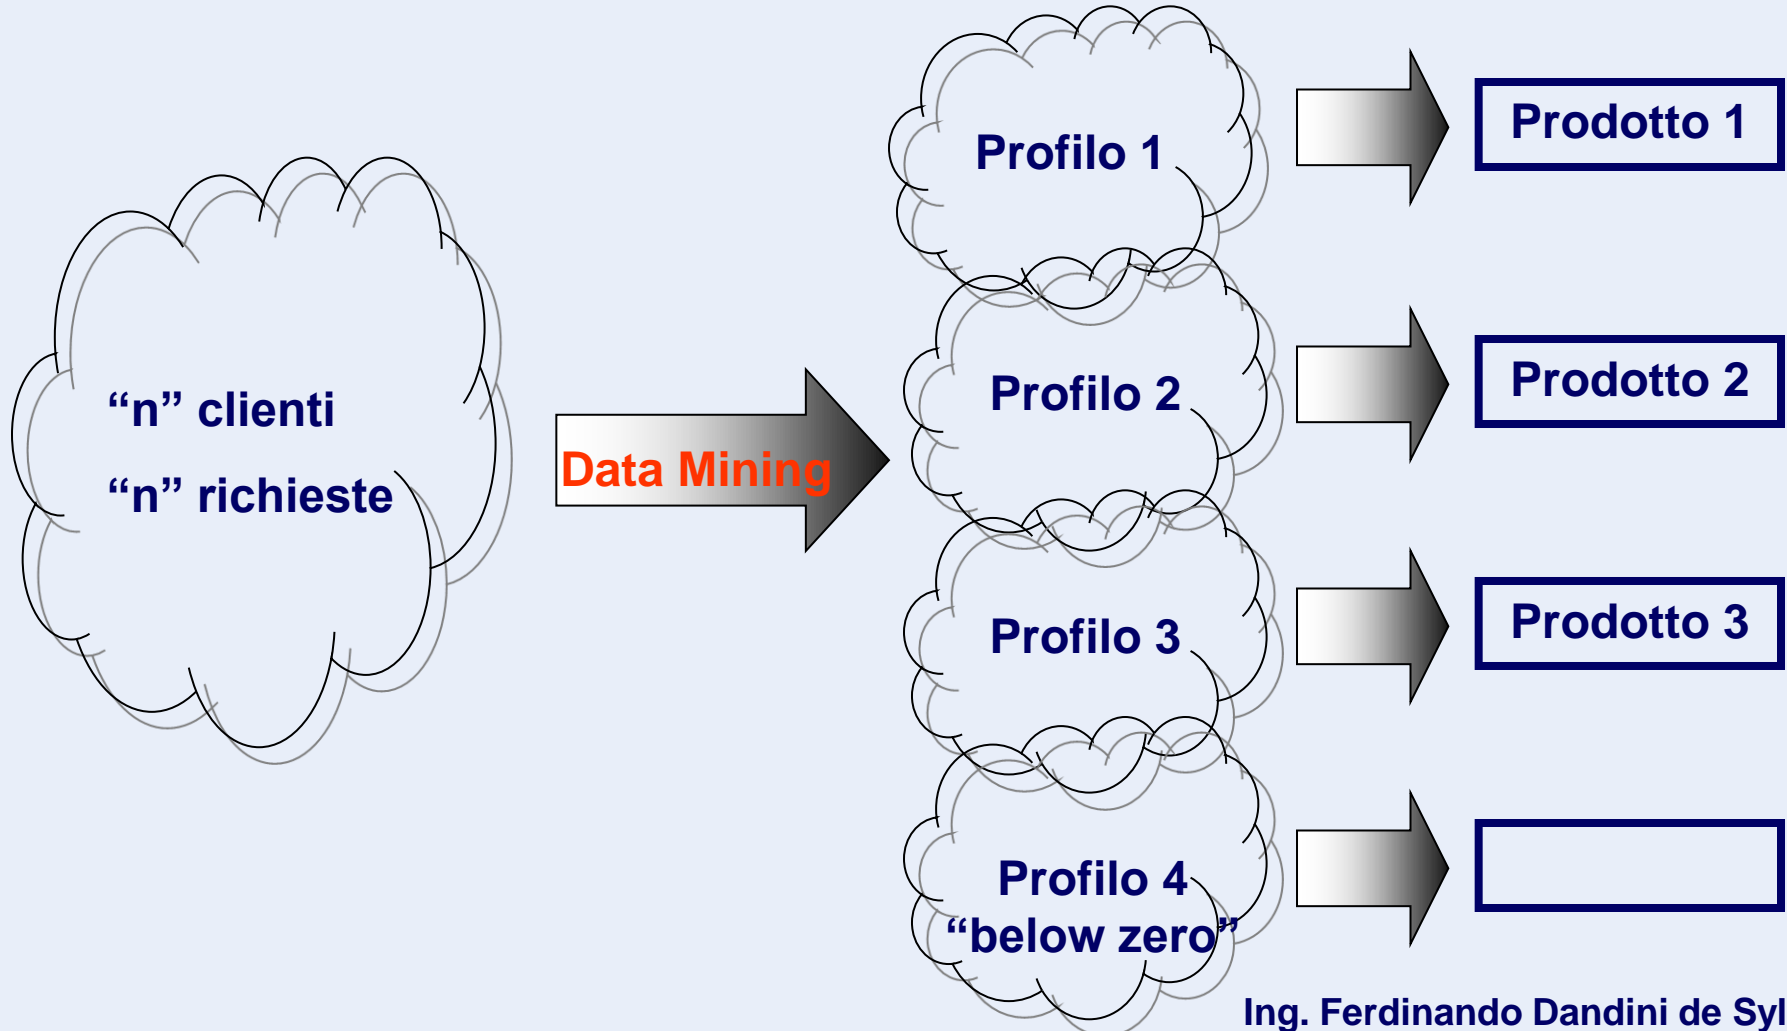 “n” clienti
“n” richieste
Data Mining
Profilo 1
Prodotto 1
Profilo 2
Prodotto 2
Profilo 3
Prodotto 3
Profilo 4
“below zero”
Ing. Ferdinando Dandini de Syl